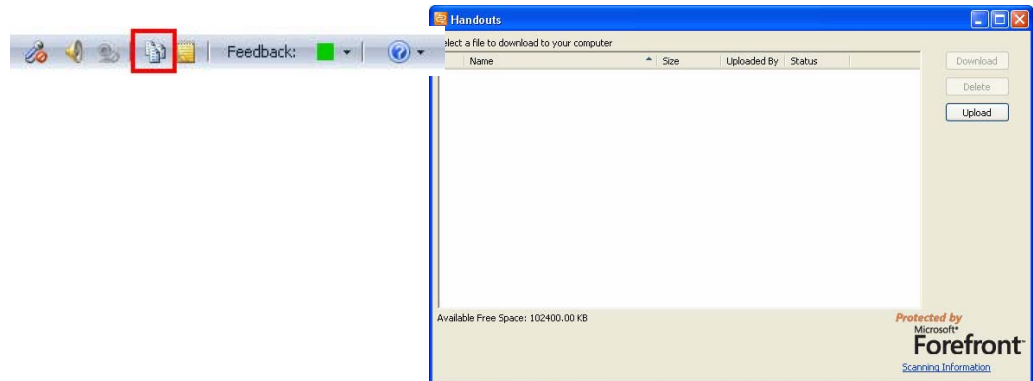 Feedback:
Handouts
elect a file to download to your computer
Name Size Uploaded By Status
Download
Delete
Upload
Available Free Space: 102400.00 KB
Protected by
Microsoft*
Forefront
Scanning Information